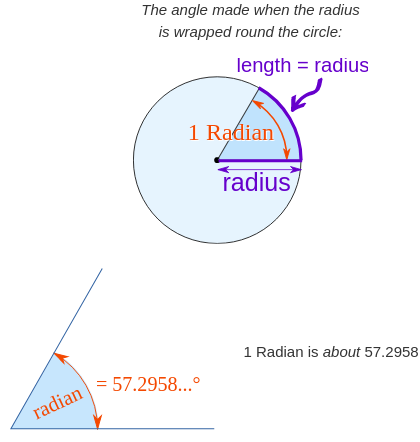 The angle made when the radius
is wrapped round the circle:
length = radius
1 Radian
radius
radian
= 57.2958...°
1 Radian is about 57.2958